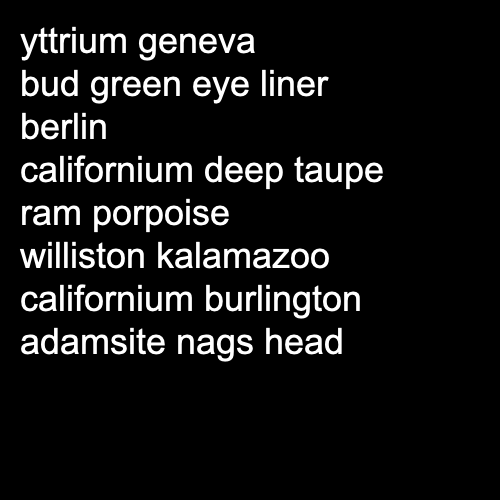 yttrium geneva
bud green eye liner
berlin
californium deep taupe
ram porpoise
williston kalamazoo
californium burlington
adamsite nags head